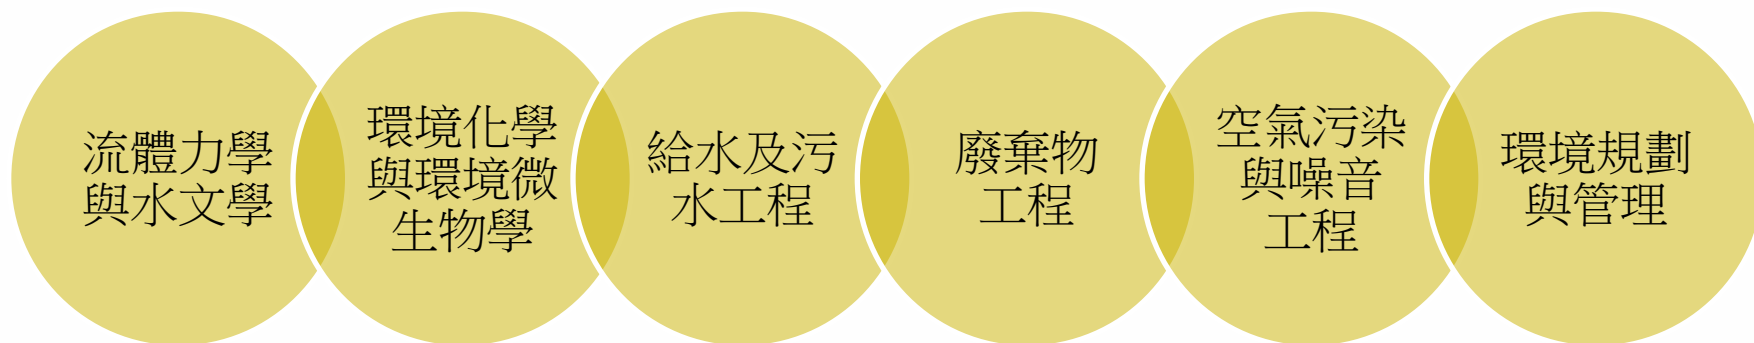 流體力學
與水文學
環境化學
與環境微
生物學
給水及污
水工程
廢棄物
工程
空氣污染
與噪音
工程
環境規劃
與管理